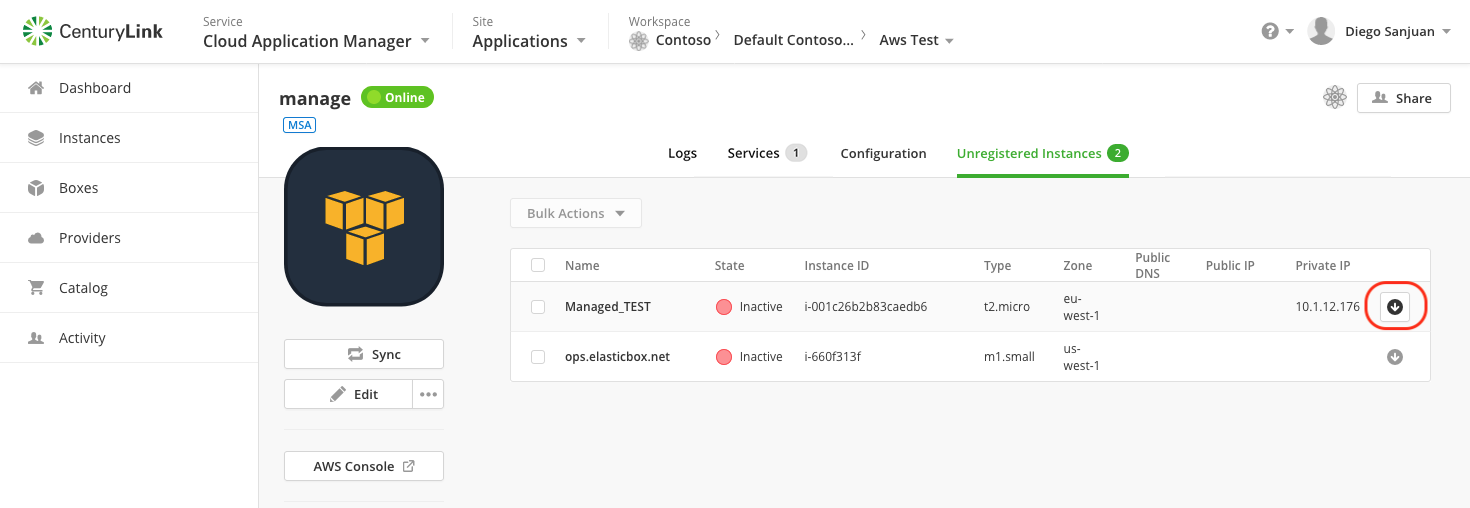 CenturyLink
Service
Cloud Application Manager
Site
Applications
Workspace
Contoso
Default Contoso...
Aws Test
?
Diego Sanjuan
Dashboard
Instances
Boxes
Providers
Catalog
Activity
manage
Online
MSA
Share
Logs
Services 1
Configuration
Unregistered Instances 2
Sync
Edit
AWS Console
Bulk Actions
Name State Instance ID Type Zone Public DNS Public IP Private IP
Managed_TEST Inactive i-001c26b2b83caedb6 t2.micro eu-west-1 10.1.12.176
ops.elasticbox.net Inactive i-660f313f m1.small us-west-1